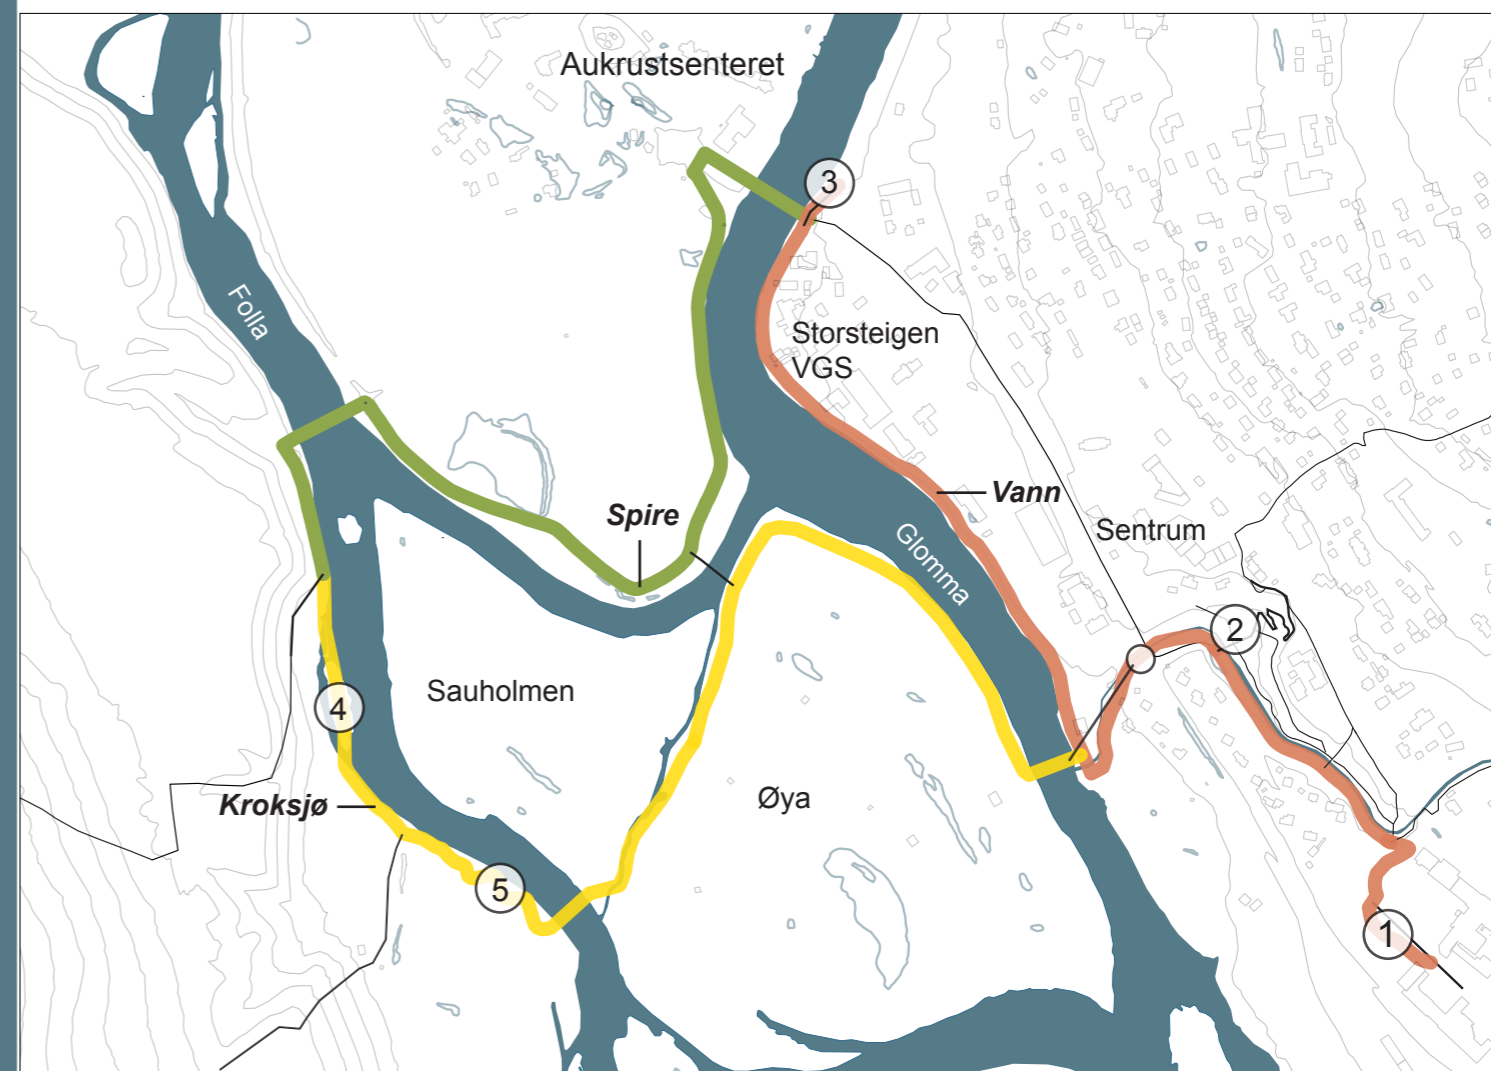 Aukrustsenteret
3
Folla
Storsteigen
VGS
Vann
Spire
Sentrum
Glomma
2
Sauholmen
4
Kroksjø
Øya
5
1